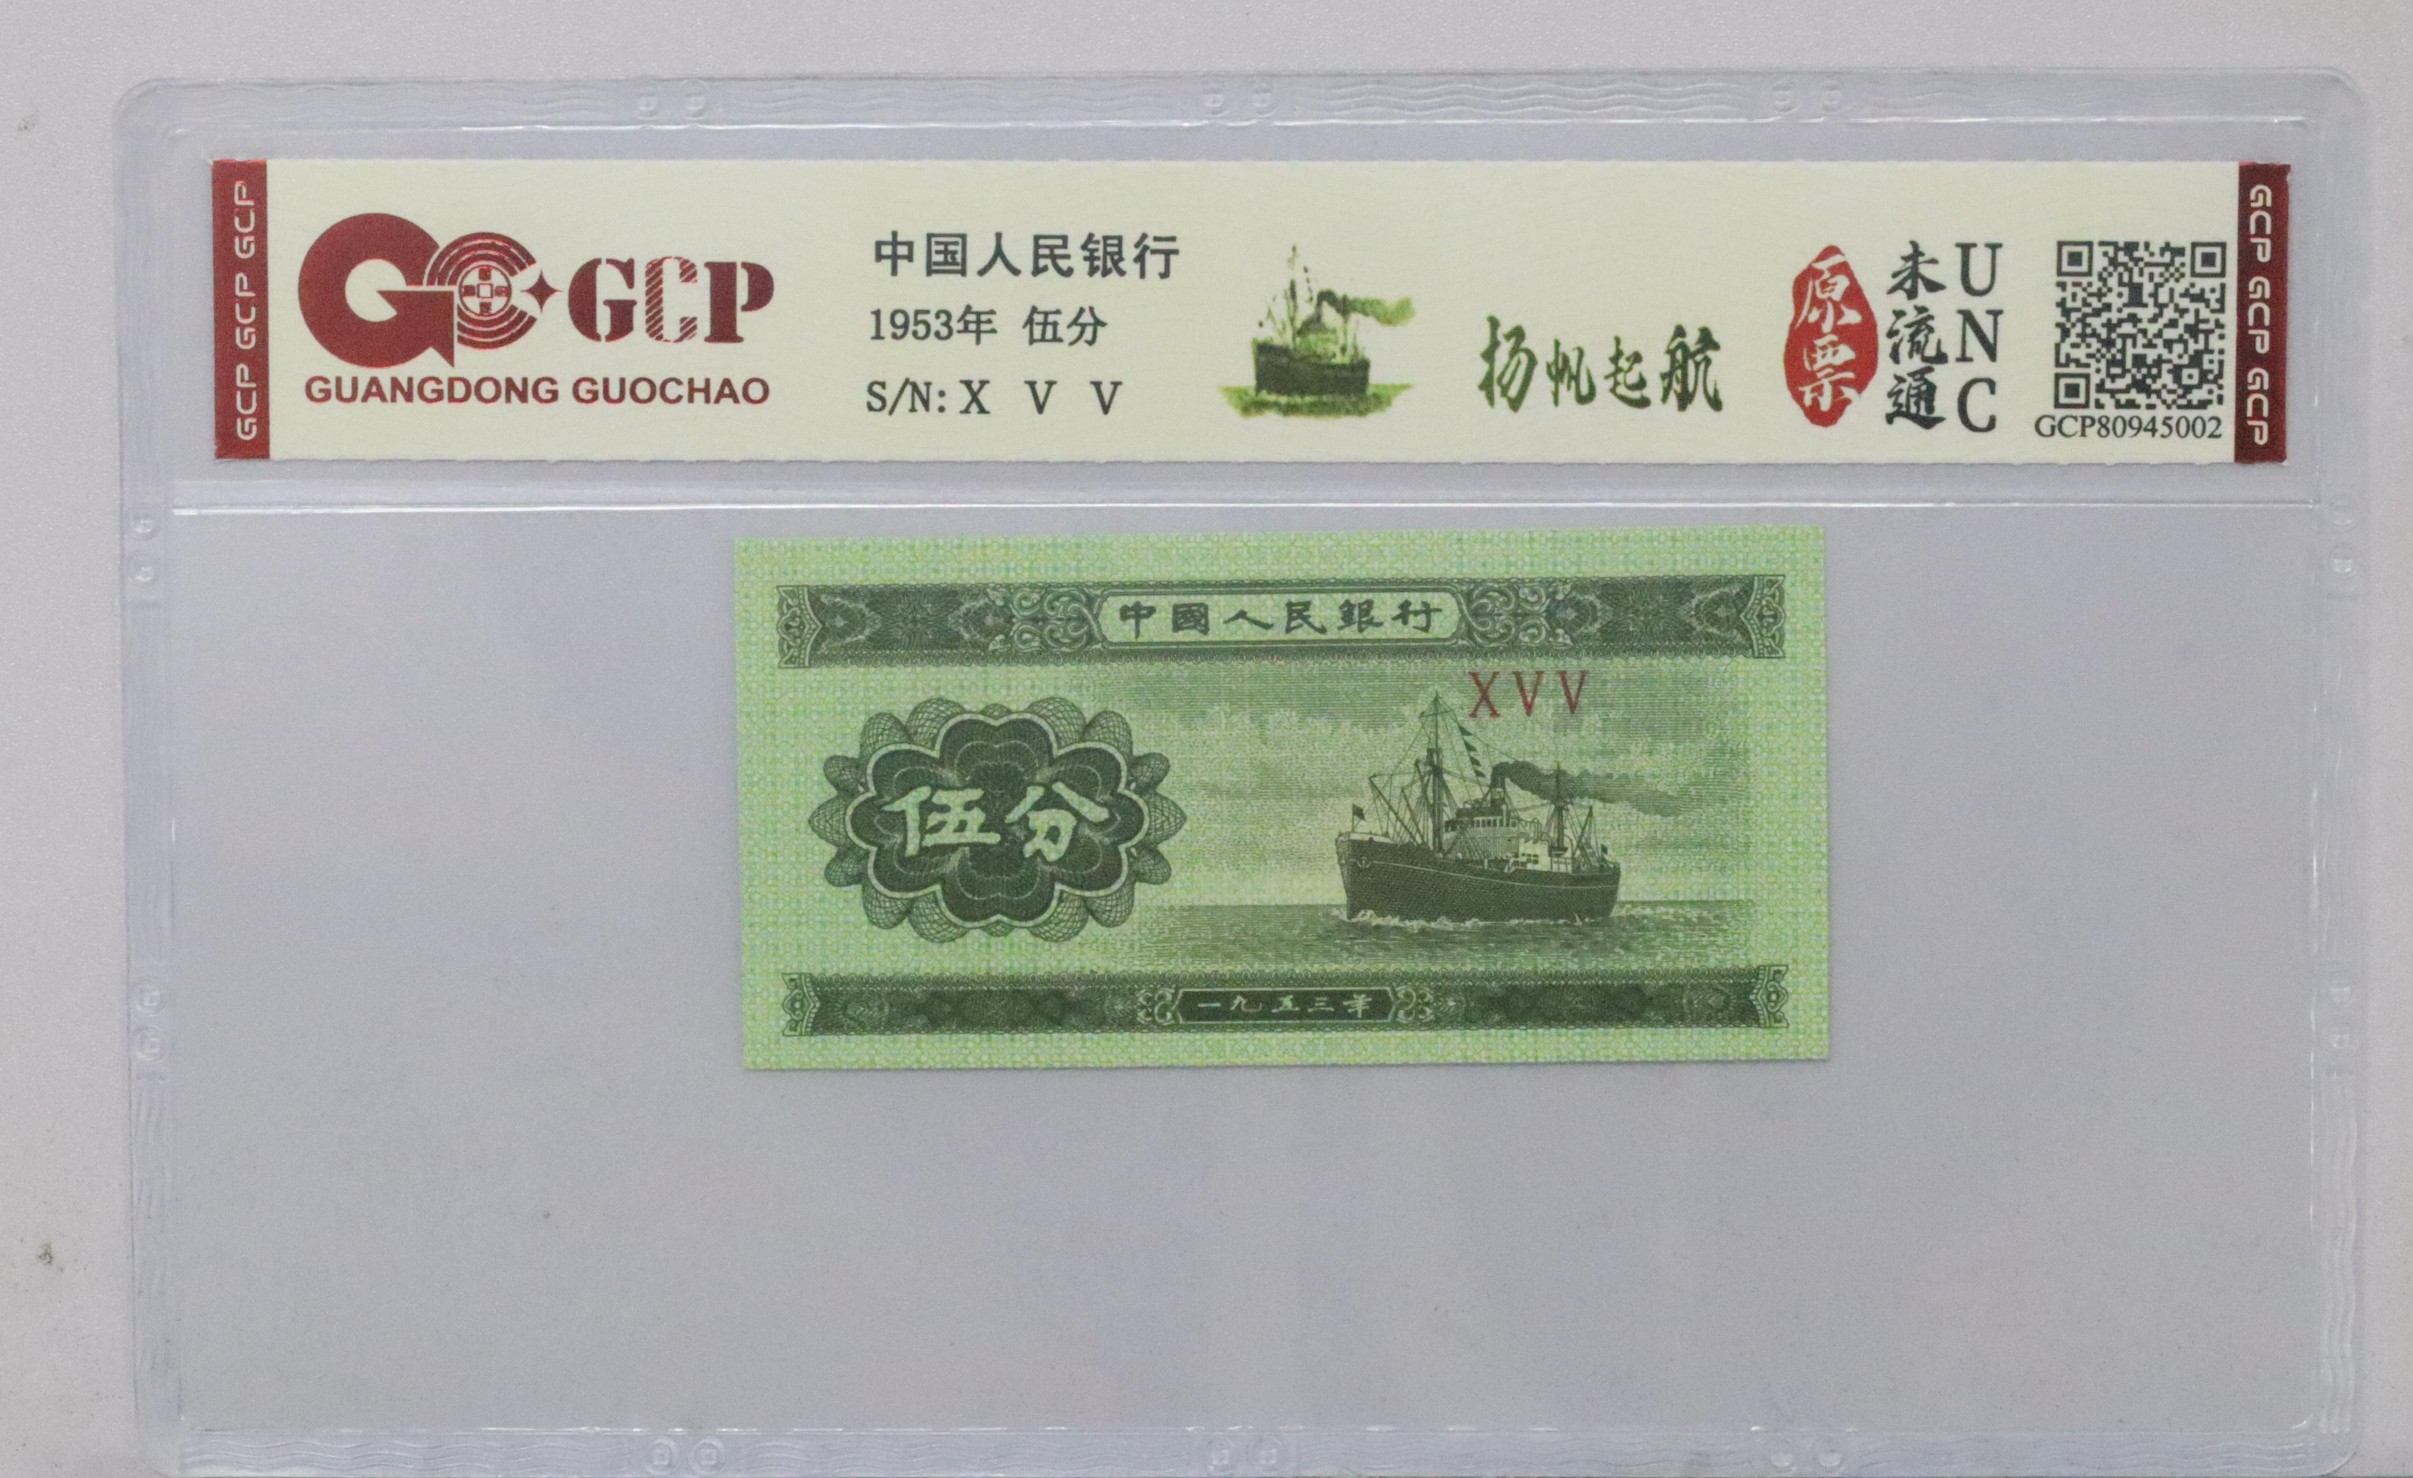 GCP GCP GCP
GCP
GUANGDONG GUOCHAO
中国人民银行
1953年 伍分
S/N: X V V
扬帆起航
原票
未流通
UNC
GCP80945002
GCP GCP GCP
中國人民銀行
XVV
伍分
一九五三年